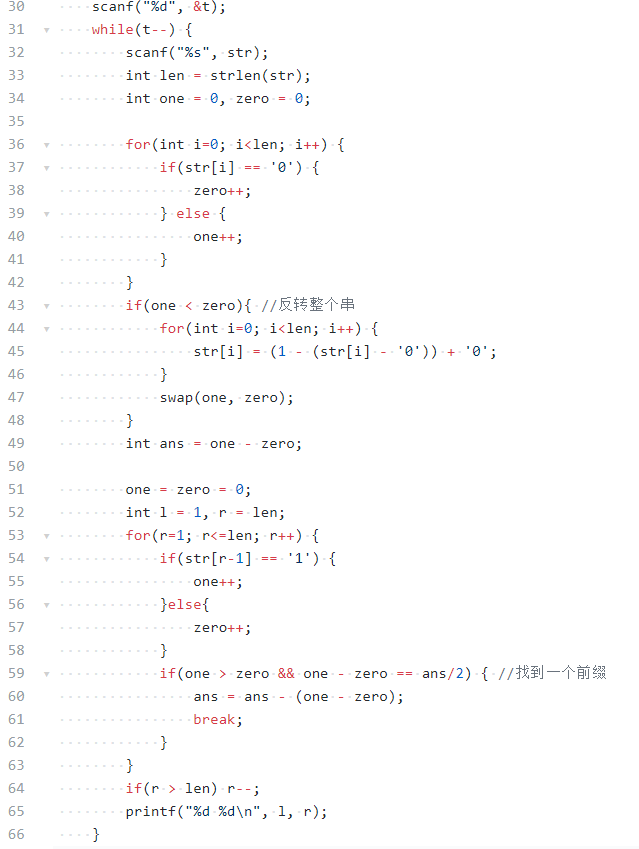 30 scanf("%d", &t);
31 while(t--) {
32 scanf("%s", str);
33 int len = strlen(str);
34 int one = 0, zero = 0;
35
36 for(int i=0; i<len; i++) {
37 if(str[i] == '0') {
38 zero++;
39 } else {
40 one++;
41 }
42 }
43 if(one < zero){ //反转整个串
44 for(int i=0; i<len; i++) {
45 str[i] = (1 - (str[i] - '0')) + '0';
46 }
47 swap(one, zero);
48 }
49 int ans = one - zero;
50
51 one = zero = 0;
52 int l = 1, r = len;
53 for(r=1; r<=len; r++) {
54 if(str[r-1] == '1') {
55 one++;
56 }else{
57 zero++;
58 }
59 if(one > zero && one - zero == ans/2) { //找到一个前缀
60 ans = ans - (one - zero);
61 break;
62 }
63 }
64 if(r > len) r--;
65 printf("%d %d\n", l, r);
66 }